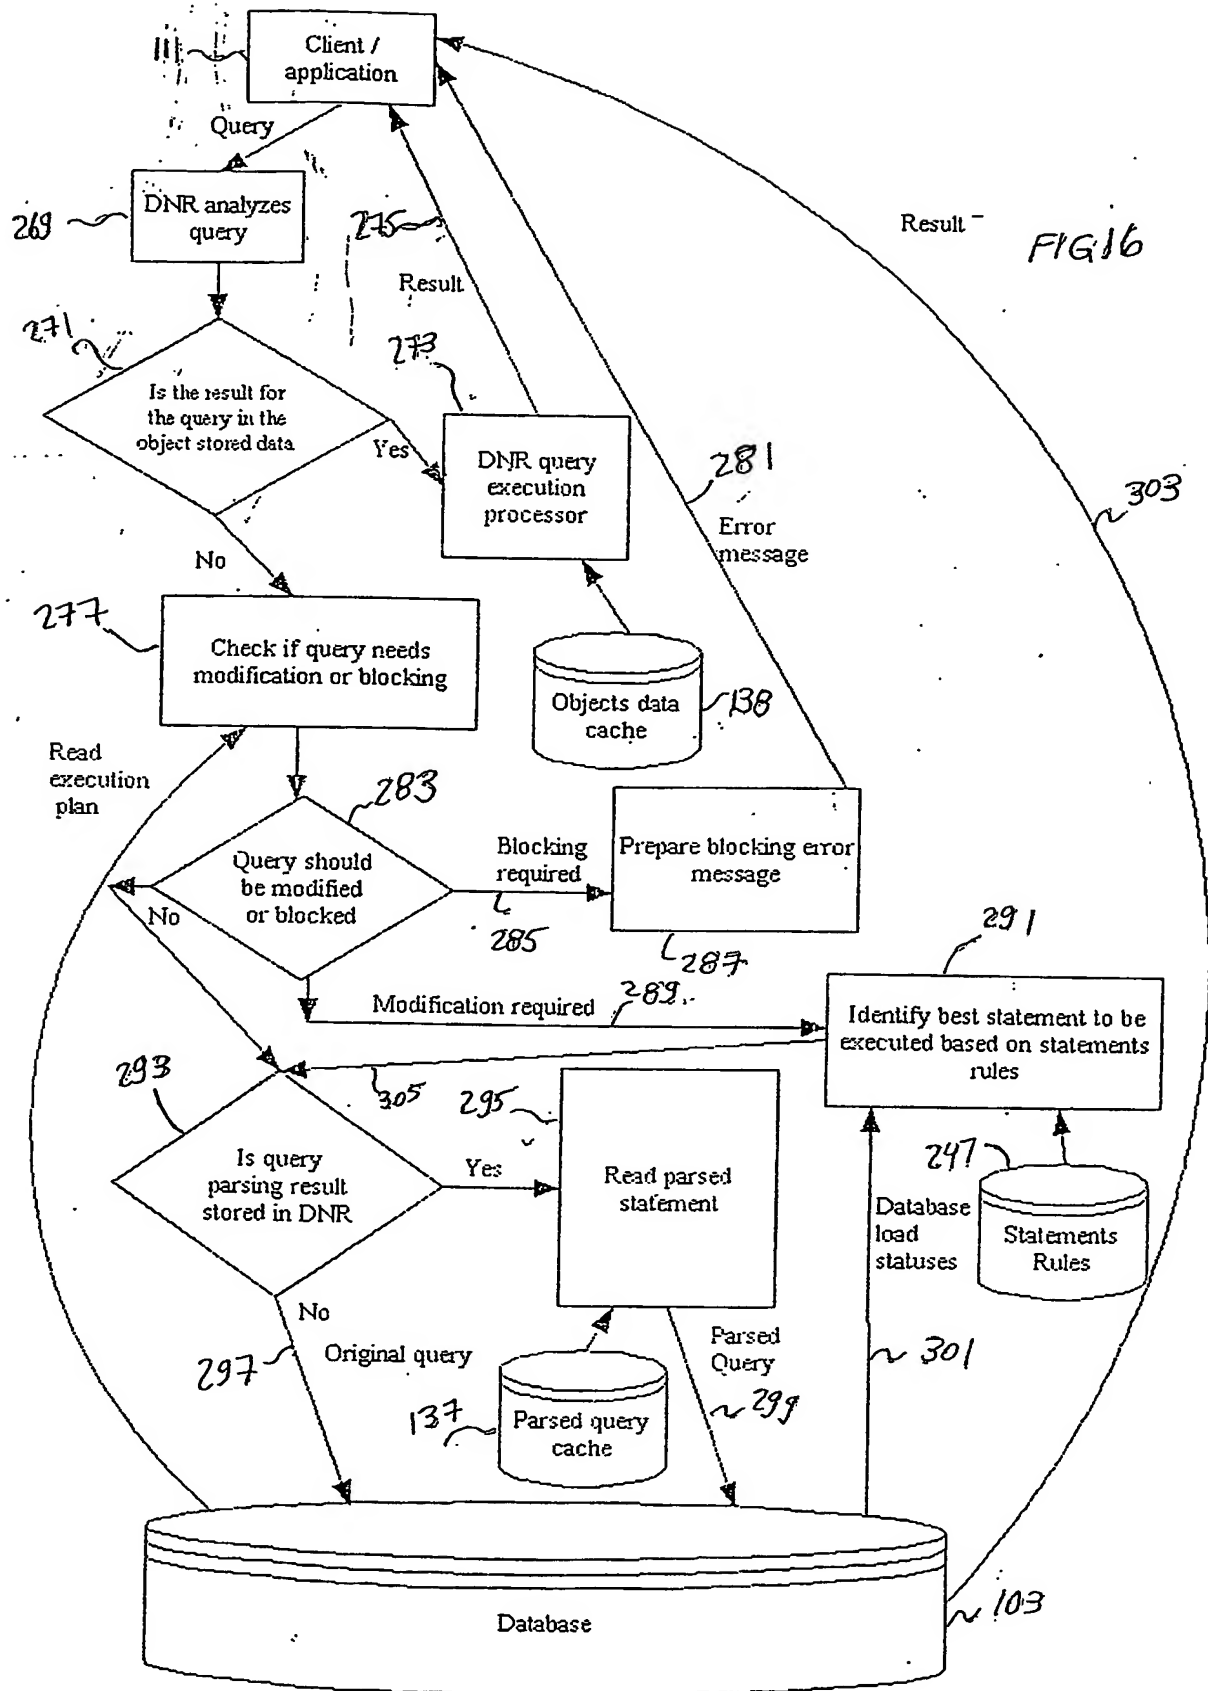 111
Client /
application
Query
269
DNR analyzes
query
275
Result
Result
FIG 16
271
Is the result for
the query in the
object stored data
Yes
273
DNR query
execution
processor
281
Error
message
303
No
277
Check if query needs
modification or blocking
Objects data
cache
138
Read
execution
plan
283
Query should
be modified
or blocked
No
Blocking
required
285
Prepare blocking error
message
287
291
Modification required
289
Identify best statement to be
executed based on statements
rules
305
293
Is query
parsing result
stored in DNR
Yes
295
Read parsed
statement
247
Statements
Rules
Database
load
statuses
301
No
297
Original query
Parsed
Query
299
137
Parsed query
cache
Database
103